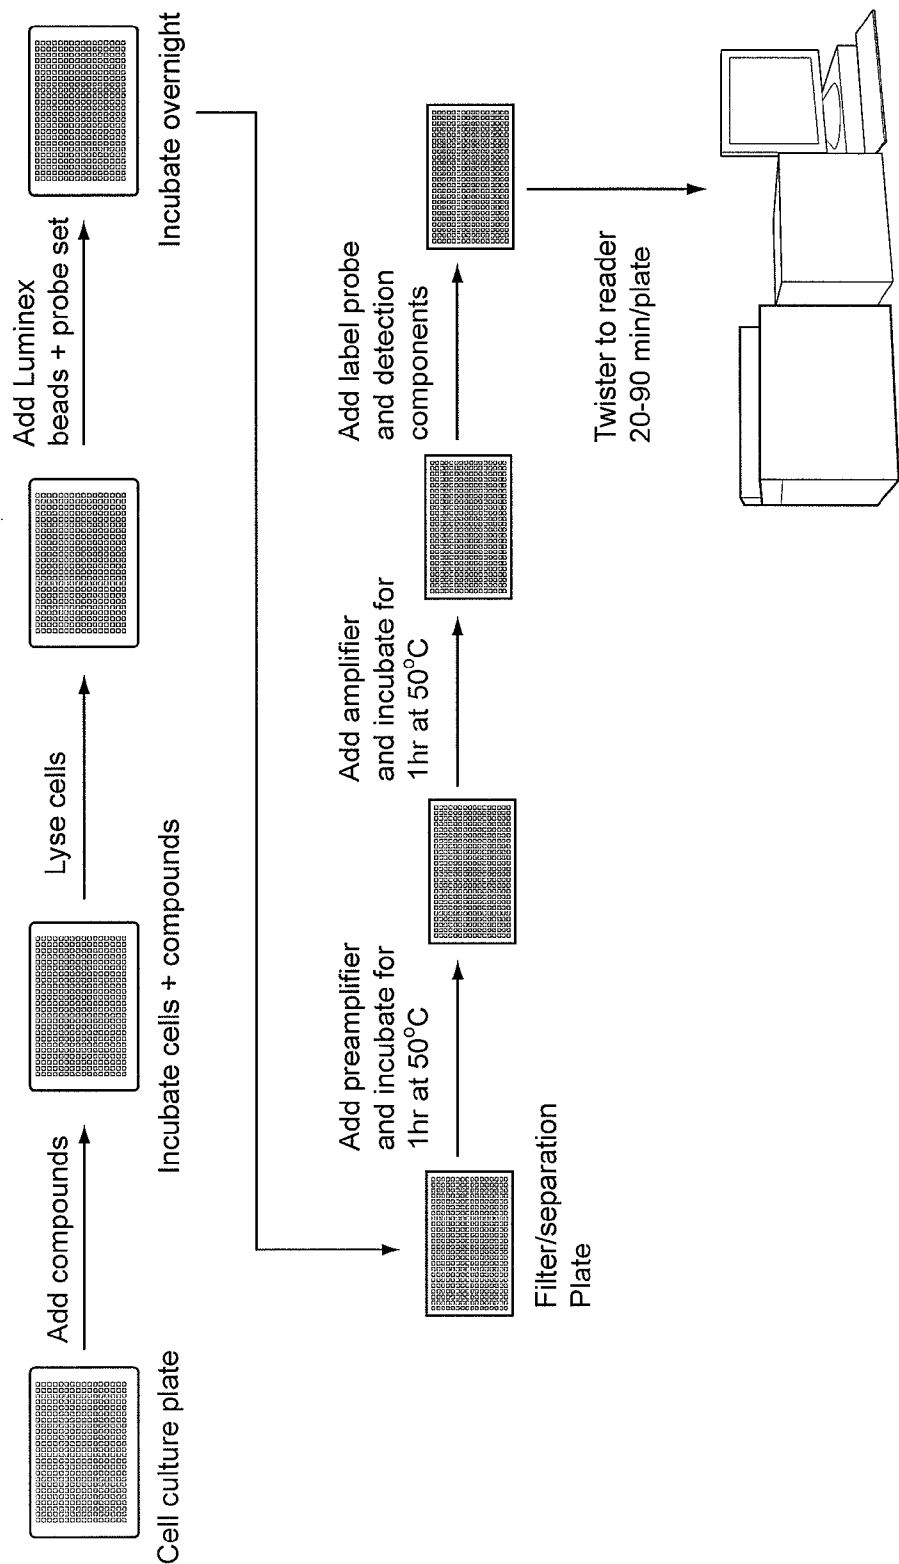 Cell culture plate
Add compounds
Incubate cells + compounds
Lyse cells
Add Luminex
beads + probe set
Incubate overnight
Filter/separation
Plate
Add preamplifier
and incubate for
1hr at 50°C
Add amplifier
and incubate for
1hr at 50°C
Add label probe
and detection
components
Twister to reader
20-90 min/plate